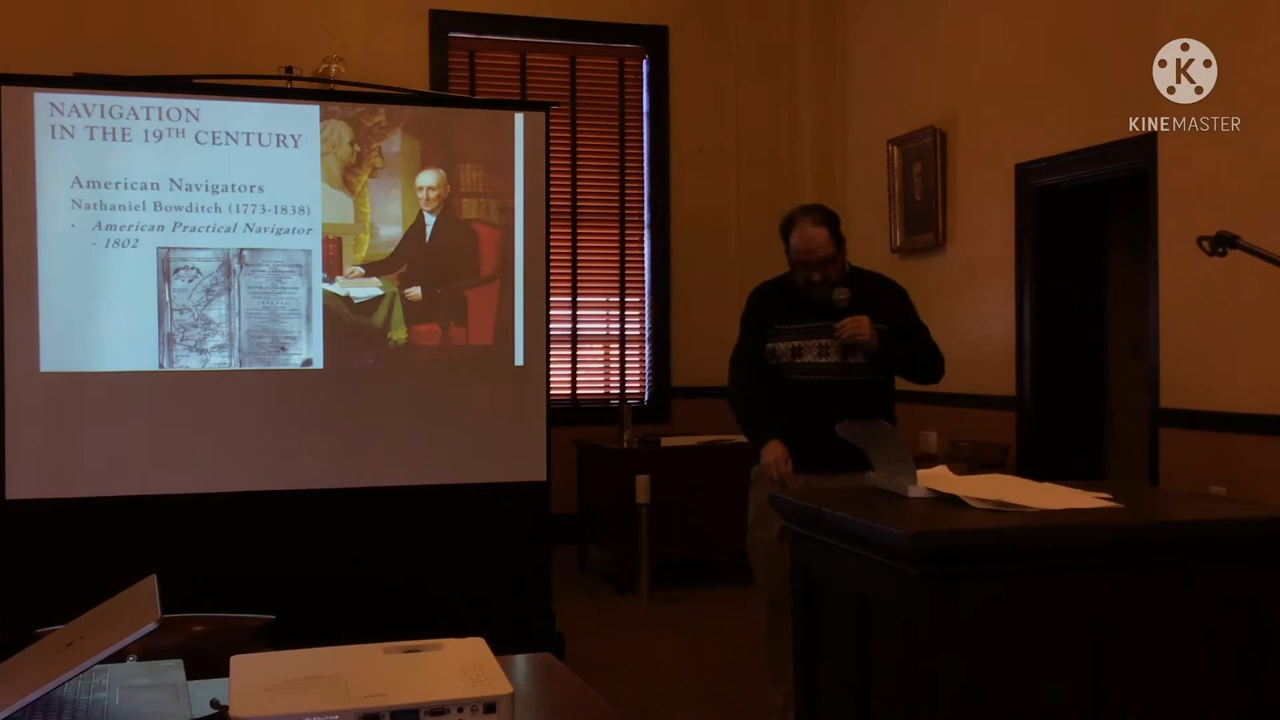 NAVIGATION
IN THE 19TH CENTURY
American Navigators
Nathaniel Bowditch (1773-1838)
· American Practical Navigator
- 1802
K
KINEMASTER